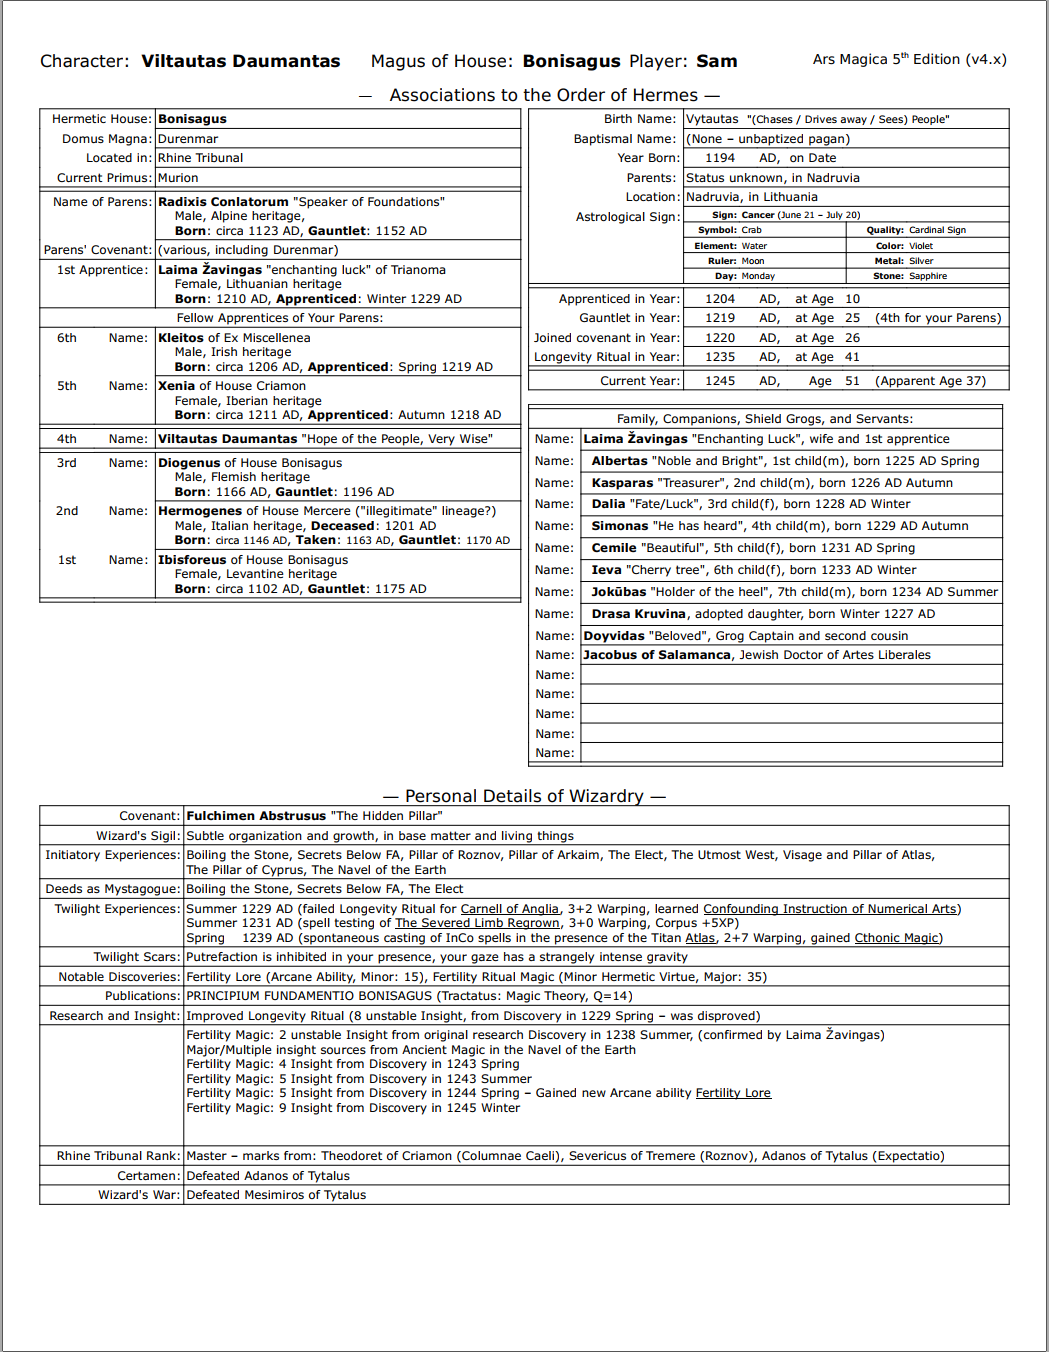 Character: Viltautas Daumantas Magus of House: Bonisagus Player: Sam Ars Magica 5th Edition (v4.x)
— Associations to the Order of Hermes —
Hermetic House: Bonisagus
Domus Magna: Durenmar
Located in: Rhine Tribunal
Current Primus: Murion
Name of Parens: Radixis Conlatorum "Speaker of Foundations"
Male, Alpine heritage,
Born: circa 1123 AD, Gauntlet: 1152 AD
Parens' Covenant: (various, including Durenmar)
1st Apprentice: Laima Žavingas "enchanting luck" of Trianoma
Female, Lithuanian heritage
Born: 1210 AD, Apprenticed: Winter 1229 AD
Fellow Apprentices of Your Parens:
6th Name: Kleitos of Ex Miscellenea
Male, Irish heritage
Born: circa 1206 AD, Apprenticed: Spring 1219 AD
5th Name: Xenia of House Criamon
Female, Iberian heritage
Born: circa 1211 AD, Apprenticed: Autumn 1218 AD
4th Name: Viltautas Daumantas "Hope of the People, Very Wise"
3rd Name: Diogenus of House Bonisagus
Male, Flemish heritage
Born: 1166 AD, Gauntlet: 1196 AD
2nd Name: Hermogenes of House Mercere ("illegitimate" lineage?)
Male, Italian heritage, Deceased: 1201 AD
Born: circa 1146 AD, Taken: 1163 AD, Gauntlet: 1170 AD
1st Name: Ibisforeus of House Bonisagus
Female, Levantine heritage
Born: circa 1102 AD, Gauntlet: 1175 AD
Birth Name: Vytautas "(Chases / Drives away / Sees) People"
Baptismal Name: (None – unbaptized pagan)
Year Born: 1194 AD, on Date
Parents: Status unknown, in Nadruvia
Location: Nadruvia, in Lithuania
Astrological Sign: Sign: Cancer (June 21 – July 20)
Symbol: Crab Quality: Cardinal Sign
Element: Water Color: Violet
Ruler: Moon Metal: Silver
Day: Monday Stone: Sapphire
Apprenticed in Year: 1204 AD, at Age 10
Gauntlet in Year: 1219 AD, at Age 25 (4th for your Parens)
Joined covenant in Year: 1220 AD, at Age 26
Longevity Ritual in Year: 1235 AD, at Age 41
Current Year: 1245 AD, Age 51 (Apparent Age 37)
Family, Companions, Shield Grogs, and Servants:
Name: Laima Žavingas "Enchanting Luck", wife and 1st apprentice
Name: Albertas "Noble and Bright", 1st child(m), born 1225 AD Spring
Name: Kasparas "Treasurer", 2nd child(m), born 1226 AD Autumn
Name: Dalia "Fate/Luck", 3rd child(f), born 1228 AD Winter
Name: Simonas "He has heard", 4th child(m), born 1229 AD Autumn
Name: Cemile "Beautiful", 5th child(f), born 1231 AD Spring
Name: Ieva "Cherry tree", 6th child(f), born 1233 AD Winter
Name: Jokūbas "Holder of the heel", 7th child(m), born 1234 AD Summer
Name: Drasa Kruvina, adopted daughter, born Winter 1227 AD
Name: Doyvidas "Beloved", Grog Captain and second cousin
Name: Jacobus of Salamanca, Jewish Doctor of Artes Liberales
Name:
Name:
Name:
Name:
Name:
— Personal Details of Wizardry —
Covenant: Fulchimen Abstrusus "The Hidden Pillar"
Wizard's Sigil: Subtle organization and growth, in base matter and living things
Initiatory Experiences: Boiling the Stone, Secrets Below FA, Pillar of Roznov, Pillar of Arkaim, The Elect, The Utmost West, Visage and Pillar of Atlas,
The Pillar of Cyprus, The Navel of the Earth
Deeds as Mystagogue: Boiling the Stone, Secrets Below FA, The Elect
Twilight Experiences: Summer 1229 AD (failed Longevity Ritual for Carnell of Anglia, 3+2 Warping, learned Confounding Instruction of Numerical Arts)
Summer 1231 AD (spell testing of The Severed Limb Regrown, 3+0 Warping, Corpus +5XP)
Spring 1239 AD (spontaneous casting of InCo spells in the presence of the Titan Atlas, 2+7 Warping, gained Cthonic Magic)
Twilight Scars: Putrefaction is inhibited in your presence, your gaze has a strangely intense gravity
Notable Discoveries: Fertility Lore (Arcane Ability, Minor: 15), Fertility Ritual Magic (Minor Hermetic Virtue, Major: 35)
Publications: PRINCIPIUM FUNDAMENTIO BONISAGUS (Tractatus: Magic Theory, Q=14)
Research and Insight: Improved Longevity Ritual (8 unstable Insight, from Discovery in 1229 Spring – was disproved)
Fertility Magic: 2 unstable Insight from original research Discovery in 1238 Summer, (confirmed by Laima Žavingas)
Major/Multiple insight sources from Ancient Magic in the Navel of the Earth
Fertility Magic: 4 Insight from Discovery in 1243 Spring
Fertility Magic: 5 Insight from Discovery in 1243 Summer
Fertility Magic: 5 Insight from Discovery in 1244 Spring – Gained new Arcane ability Fertility Lore
Fertility Magic: 9 Insight from Discovery in 1245 Winter
Rhine Tribunal Rank: Master – marks from: Theodoret of Criamon (Columnae Caeli), Severicus of Tremere (Roznov), Adanos of Tytalus (Expectatio)
Certamen: Defeated Adanos of Tytalus
Wizard's War: Defeated Mesimiros of Tytalus